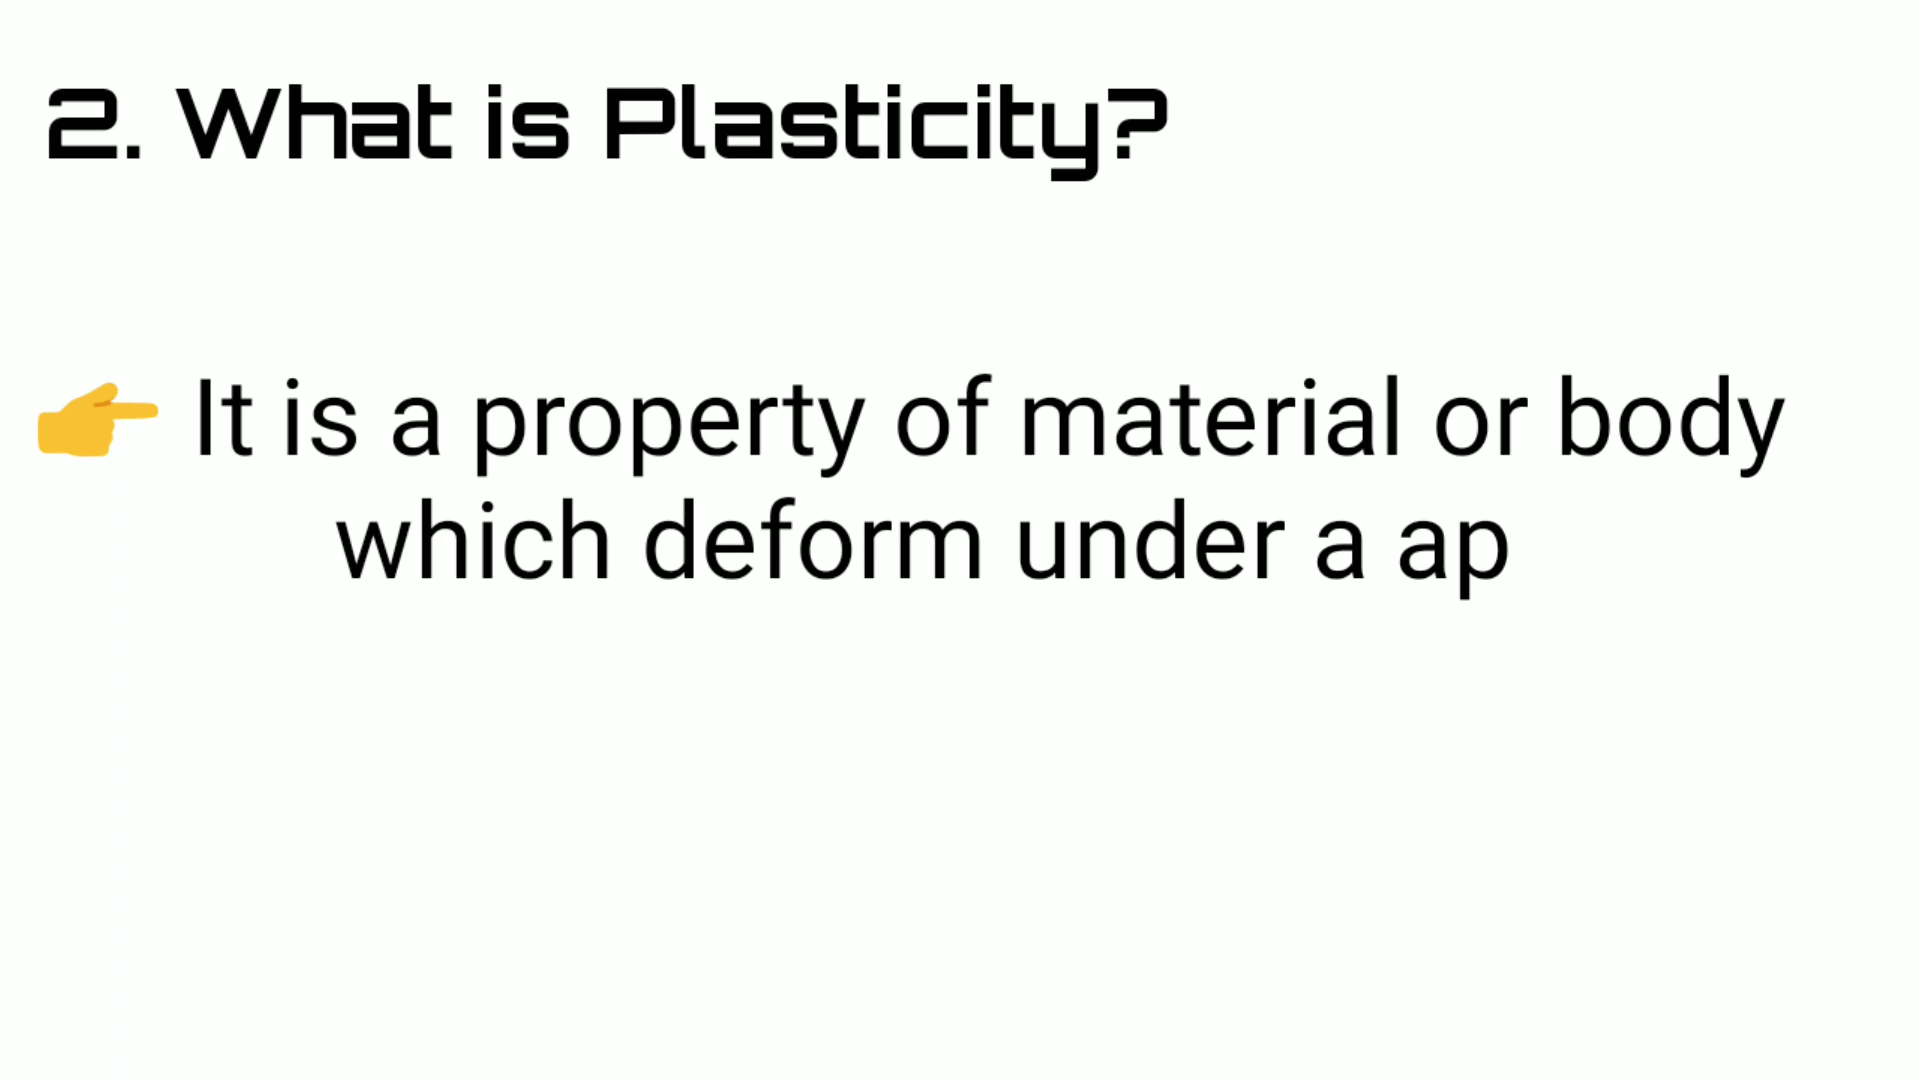 2. What is Plasticity?
👉 It is a property of material or body
which deform under a ap